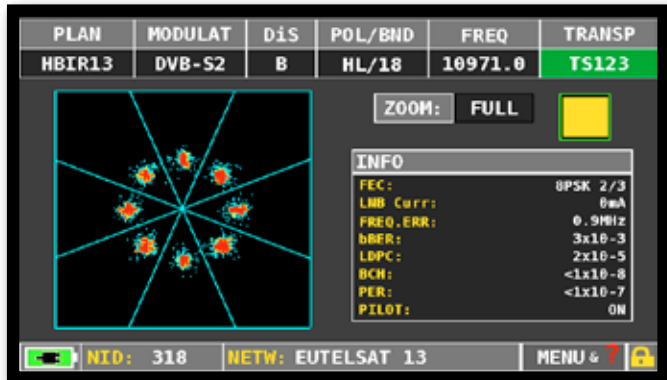 PLAN MODULAT DiS POL/BND FREQ TRANSP
HBIR13 DVB-S2 B HL/18 10971.0 TS123
ZOOM: FULL
INFO
FEC: 8PSK 2/3
LNB Curr: 0mA
FREQ.ERR: 0.9MHz
bBER: 3x10-3
LDPC: 2x10-5
BCH: <1x10-8
PER: <1x10-7
PILOT: ON
NID: 318 NETW: EUTELSAT 13 MENU & ?